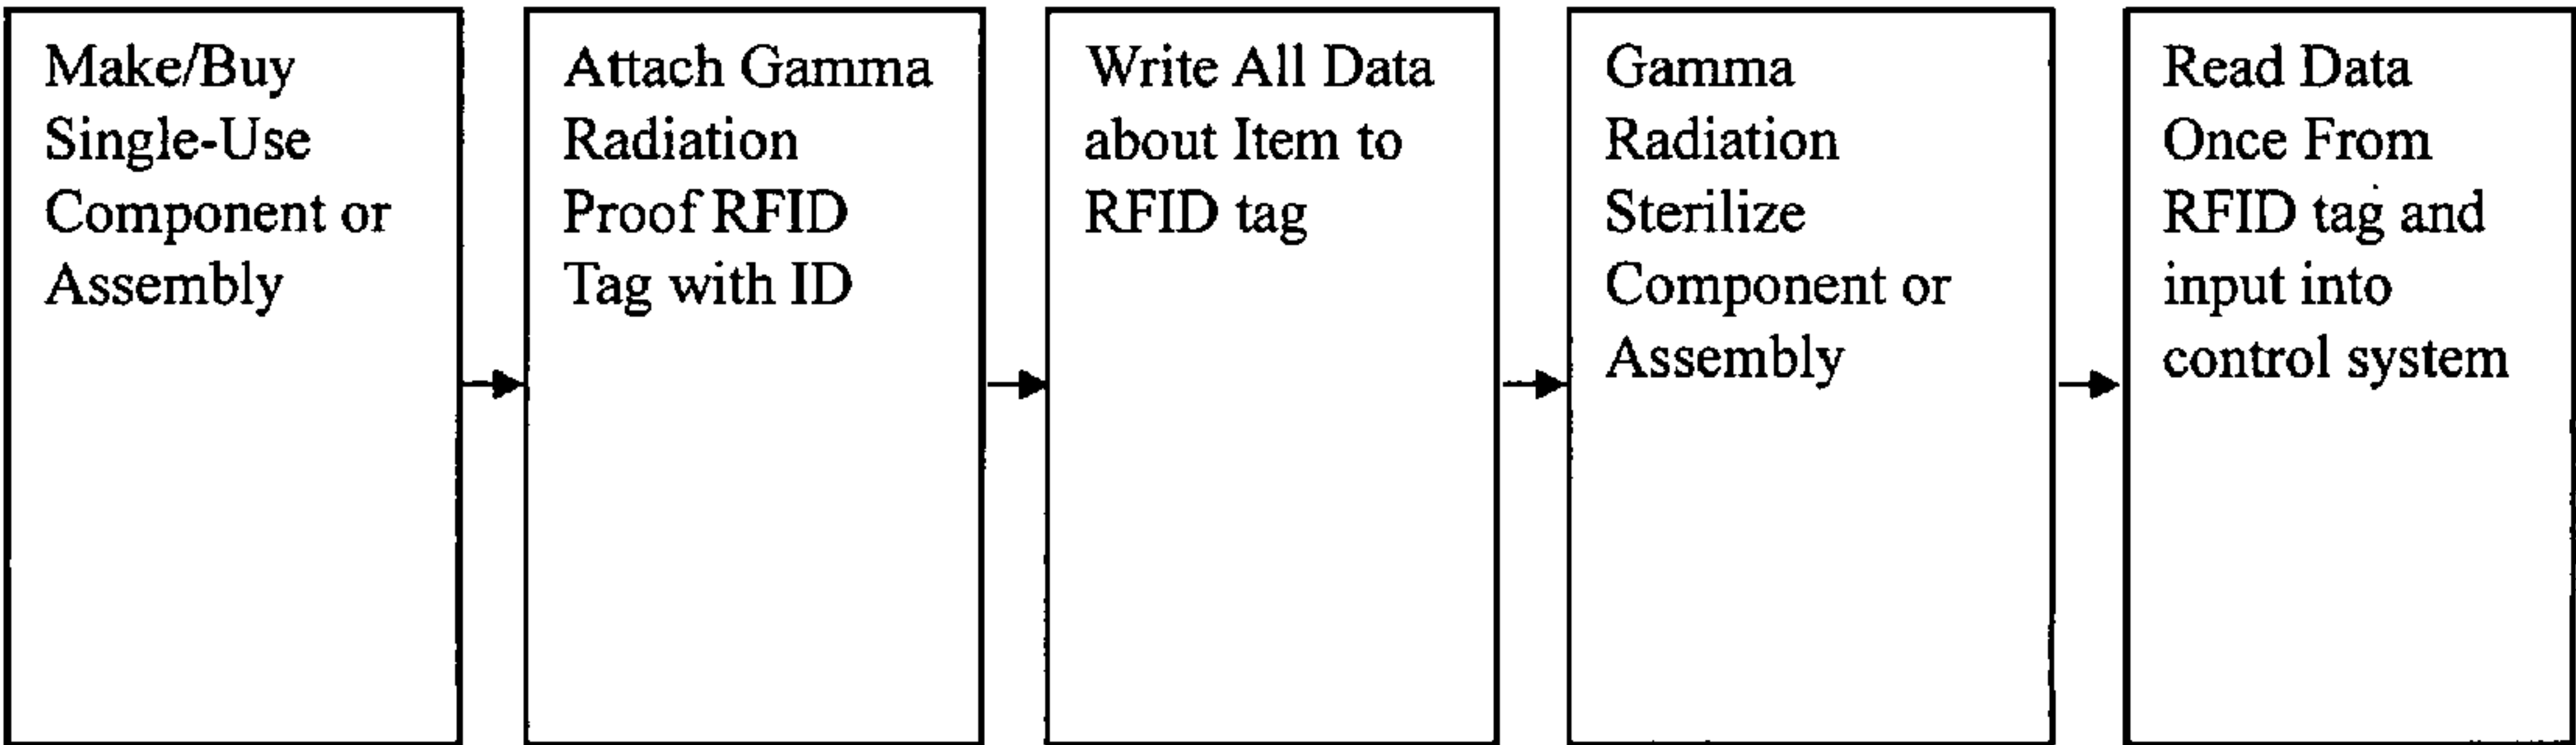 Make/Buy
Single-Use
Component or
Assembly
Attach Gamma
Radiation
Proof RFID
Tag with ID
Write All Data
about Item to
RFID tag
Gamma
Radiation
Sterilize
Component or
Assembly
Read Data
Once From
RFID tag and
input into
control system